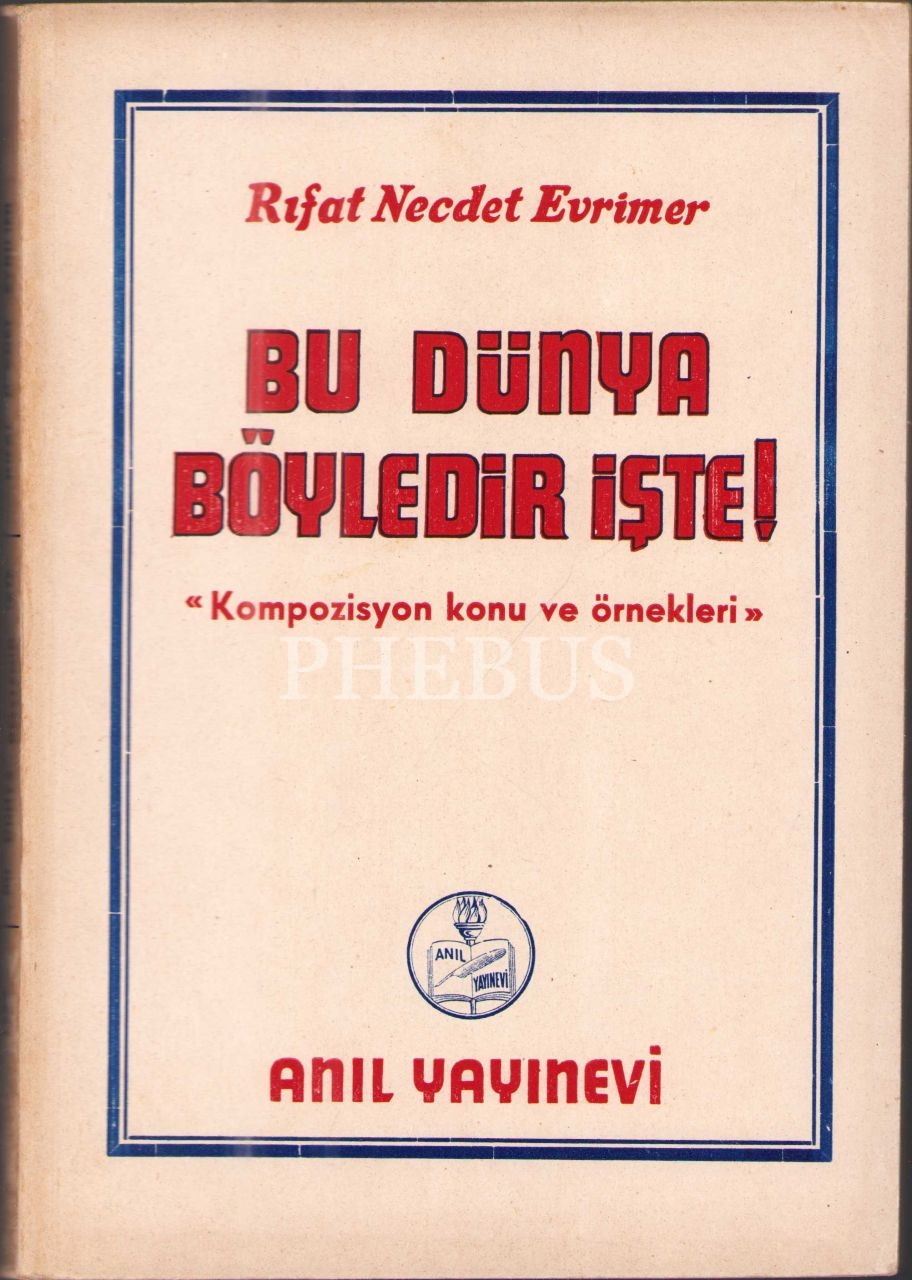 Rıfat Necdet Evrimer
BU DÜNYA
BÖYLEDİR İŞTE!
«Kompozisyon konu ve örnekleri»
PHEBUS
ANIL
YAYINEVİ
ANIL YAYINEVİ